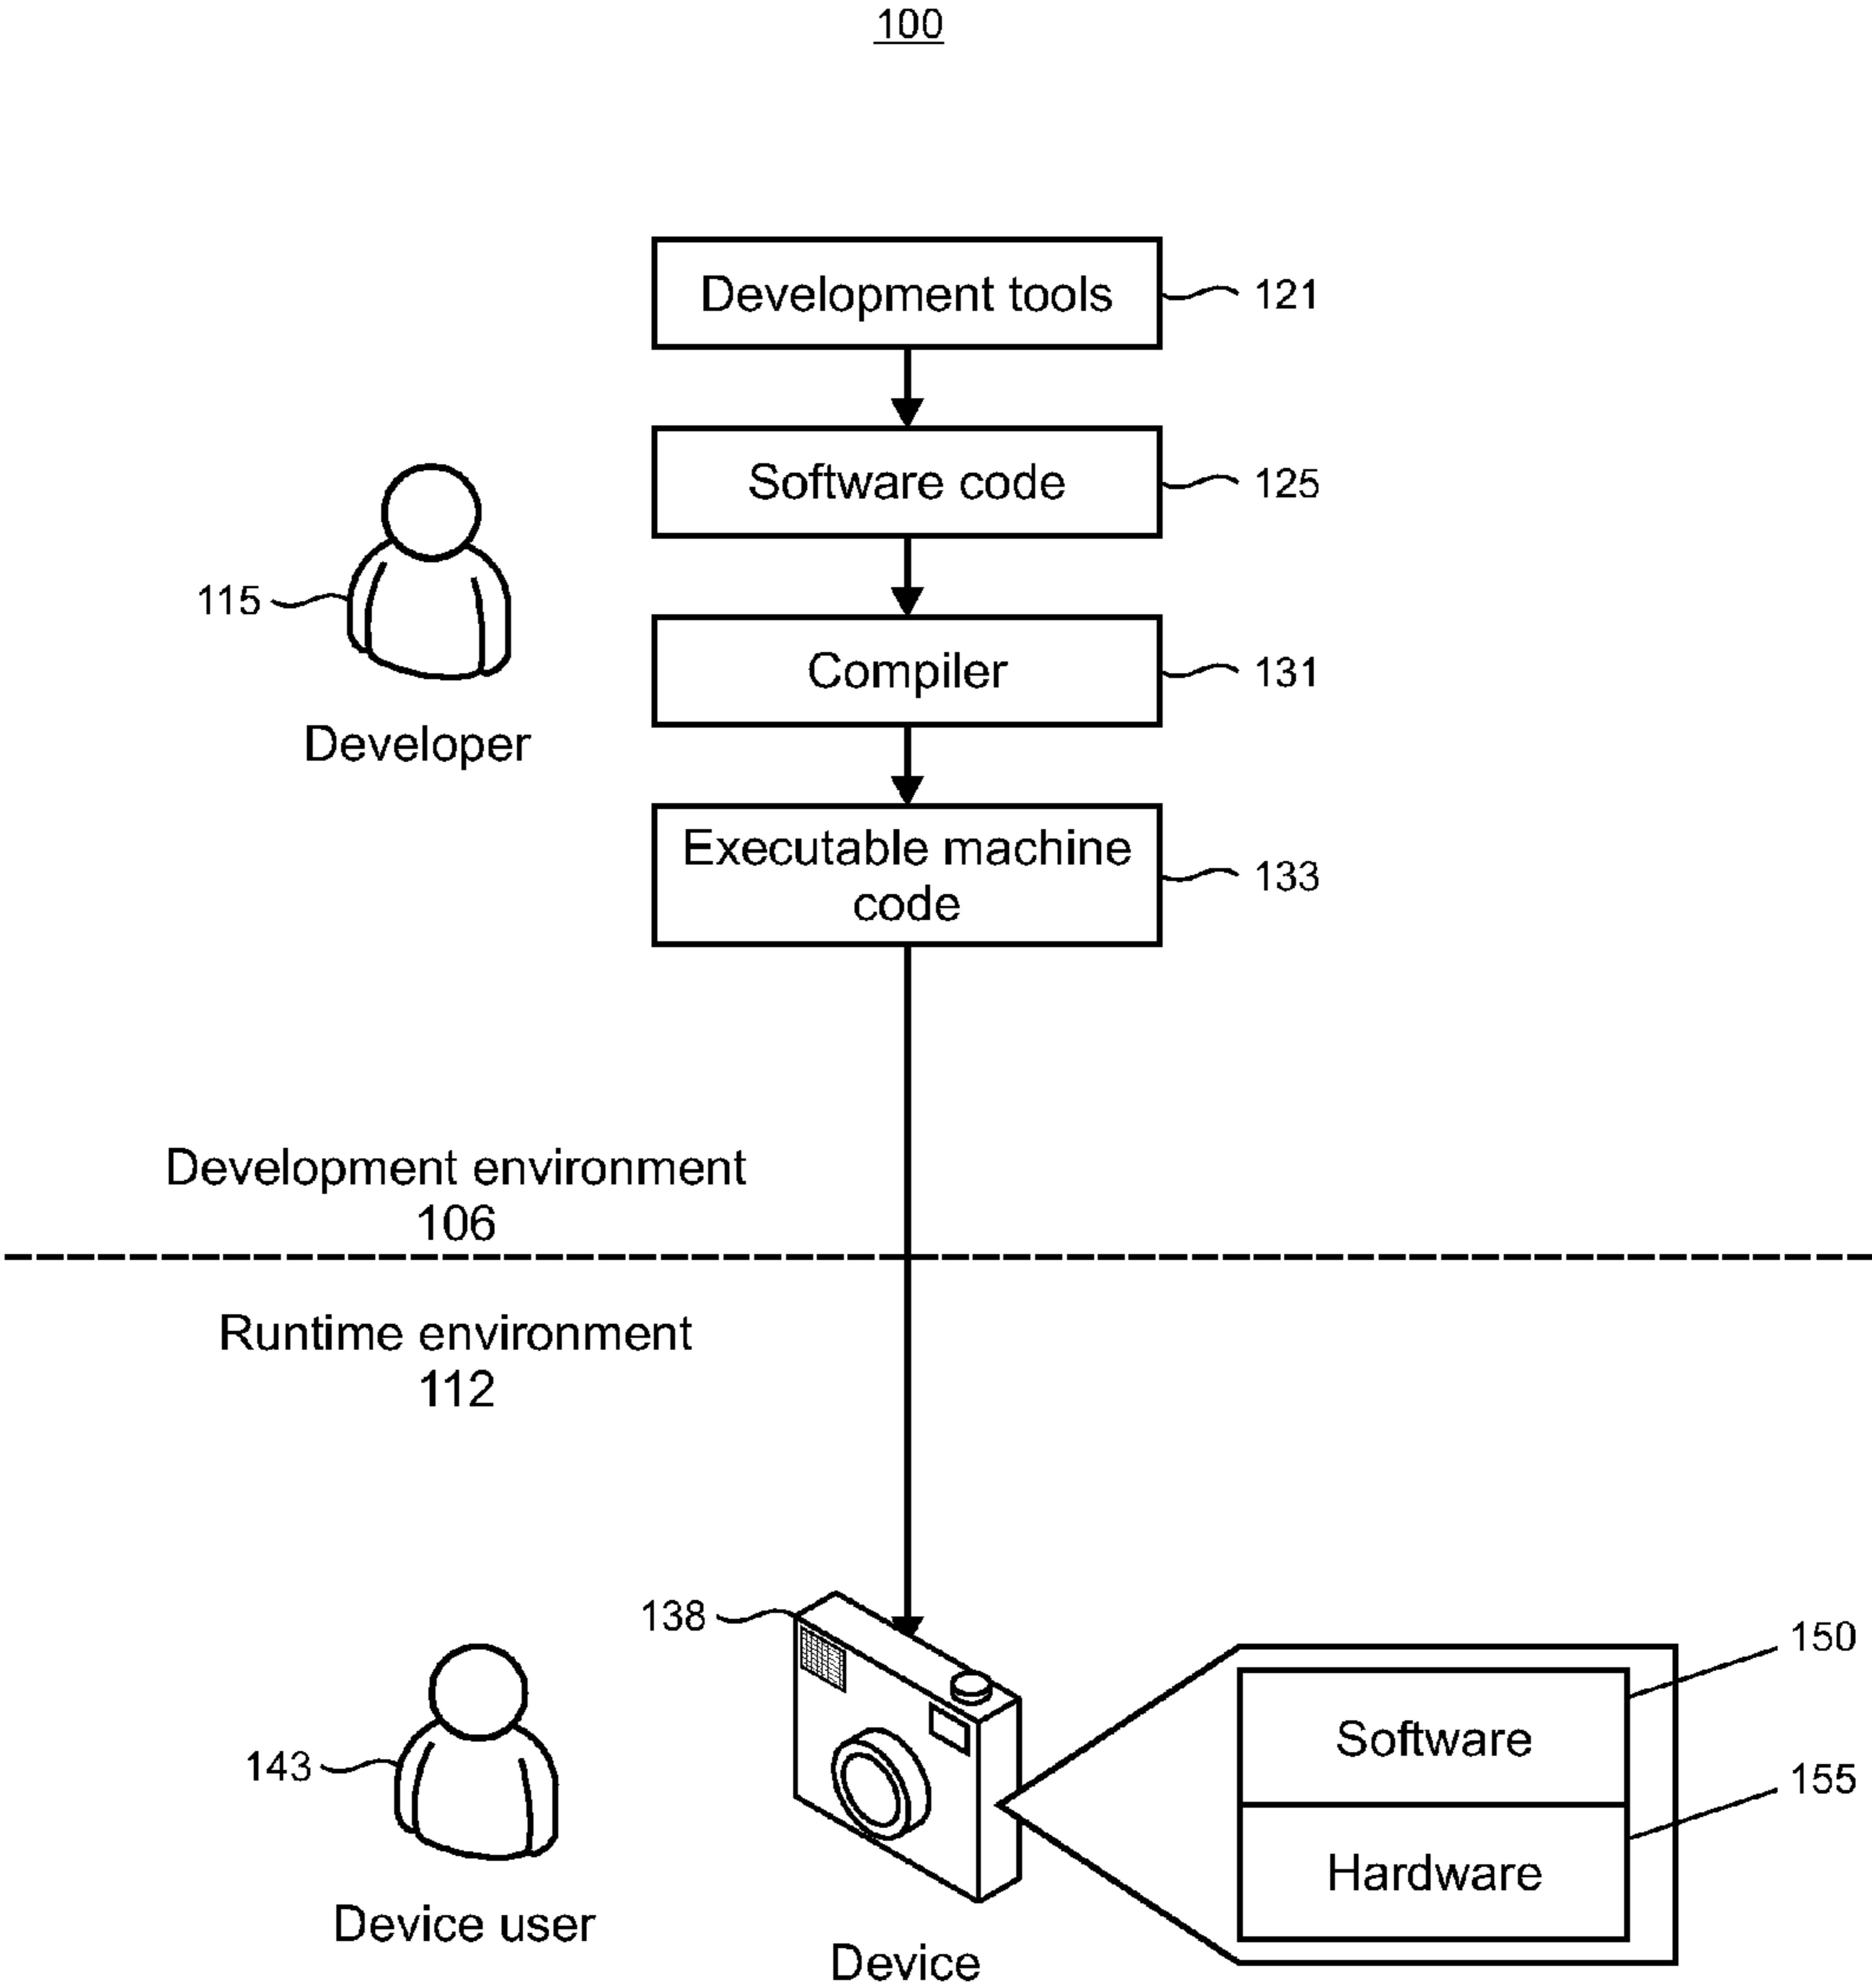 100
Development tools
121
Software code
125
115
Developer
Compiler
131
Executable machine
code
133
Development environment
106
Runtime environment
112
138
150
Software
143
155
Hardware
Device user
Device